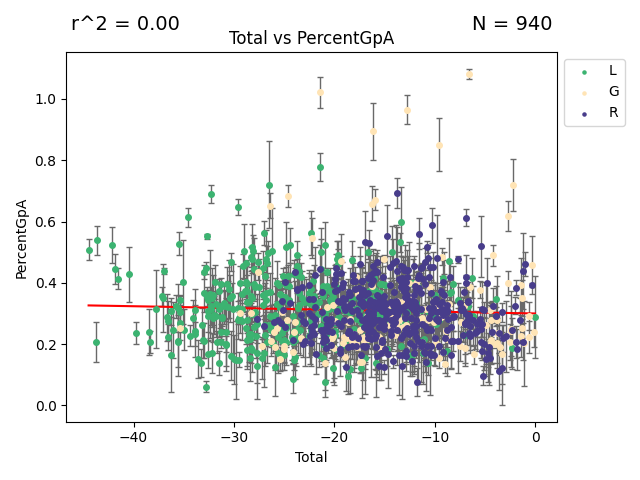 r^2 = 0.00 N = 940
Total vs PercentGpA
L
G
R
1.0
0.8
0.6
0.4
0.2
0.0
PercentGpA
−40 −30 −20 −10 0
Total